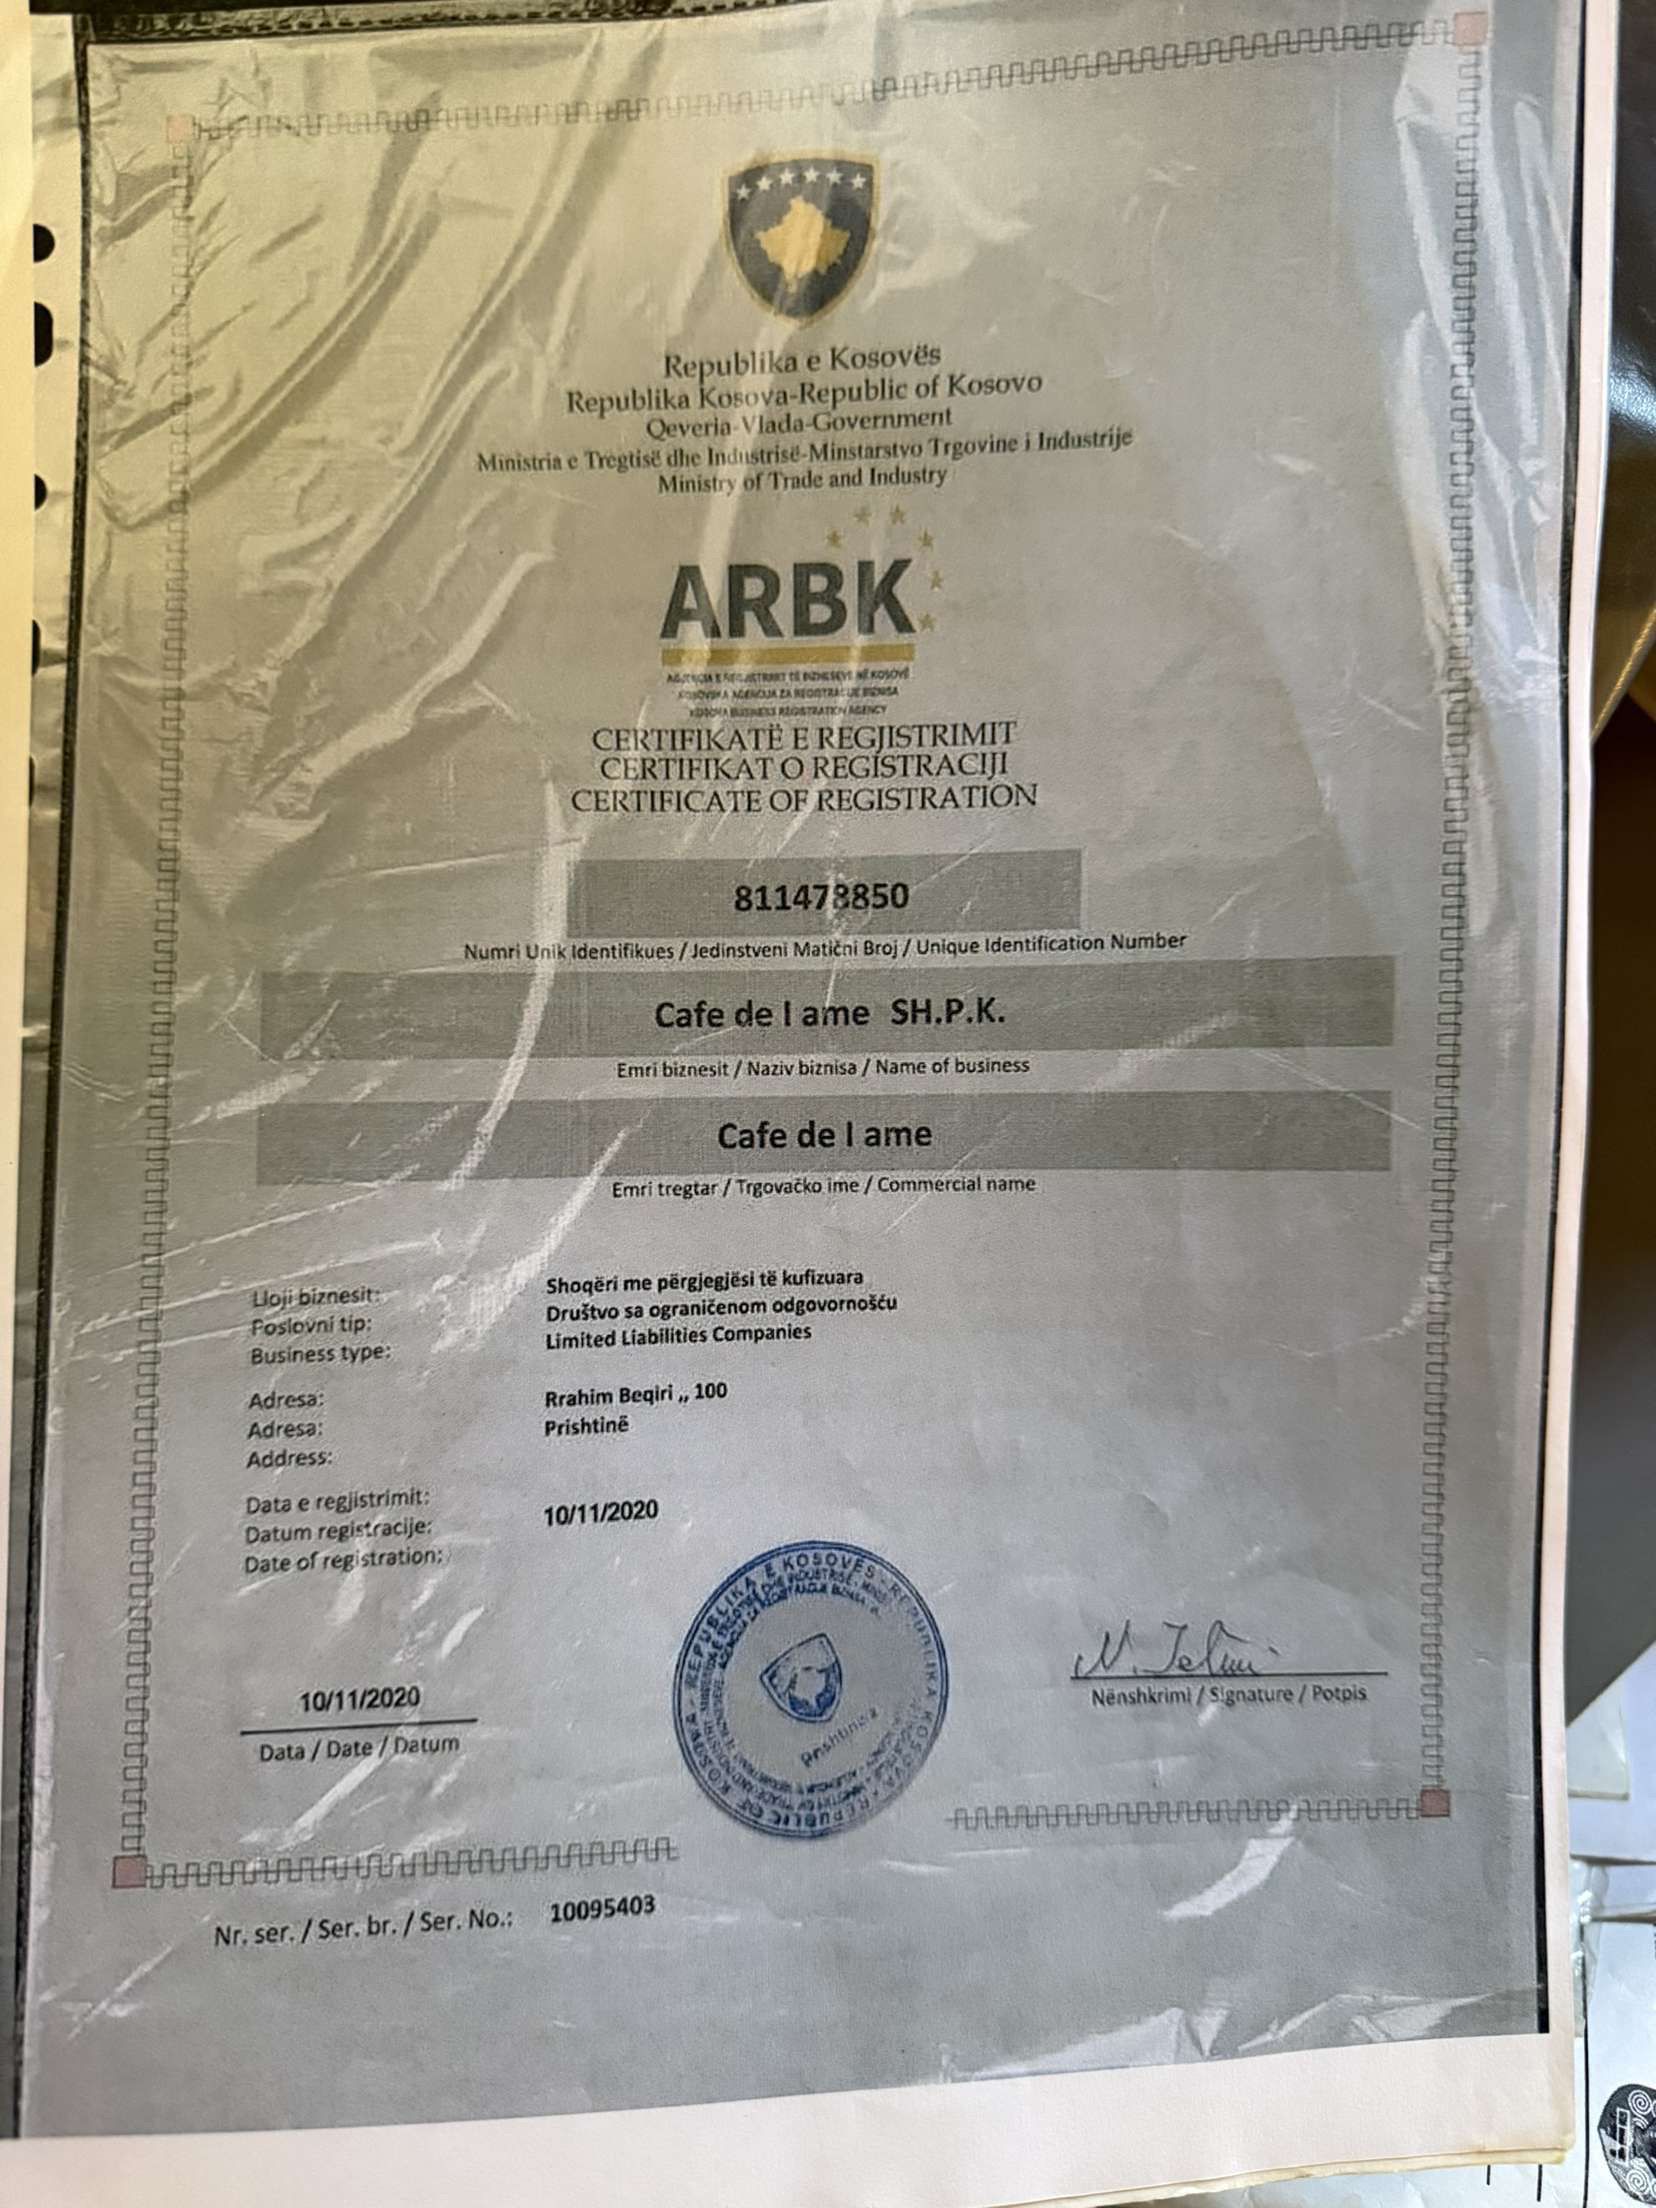 Republika e Kosovës
Republika Kosova-Republic of Kosovo
Qeveria-Vlada-Government
Ministria e Tregtisë dhe Industrisë-Minstarstvo Trgovine i Industrije
Ministry of Trade and Industry
ARBK
AGJENCIA E REGJISTRIMIT TË BIZNESEVE NË KOSOVË
KOSOVSKA AGENCIJA ZA REGISTRACIJE BIZNISA
KOSOVA BUSINESS REGISTRATION AGENCY
CERTIFIKATË E REGJISTRIMIT
CERTIFIKAT O REGISTRACIJI
CERTIFICATE OF REGISTRATION
811473850
Numri Unik Identifikues / Jedinstveni Matični Broj / Unique Identification Number
Cafe de l ame SH.P.K.
Emri biznesit / Naziv biznisa / Name of business
Cafe de l ame
Emri tregtar / Trgovačko ime / Commercial name
Lloji biznesit: Shoqëri me përgjegjësi të kufizuara
Poslovni tip: Društvo sa ograničenom odgovornošću
Business type: Limited Liabilities Companies
Adresa: Rrahim Beqiri ,, 100
Adresa: Prishtinë
Address:
Data e regjistrimit:
Datum registracije: 10/11/2020
Date of registration:
REPUBLIKA E KOSOVËS - REPUBLIKA KOSOVA - REPUBLIC OF KOSOVA
Prishtina
10/11/2020
Data / Date / Datum
Nënshkrimi / Signature / Potpis
Nr. ser. / Ser. br. / Ser. No.: 10095403